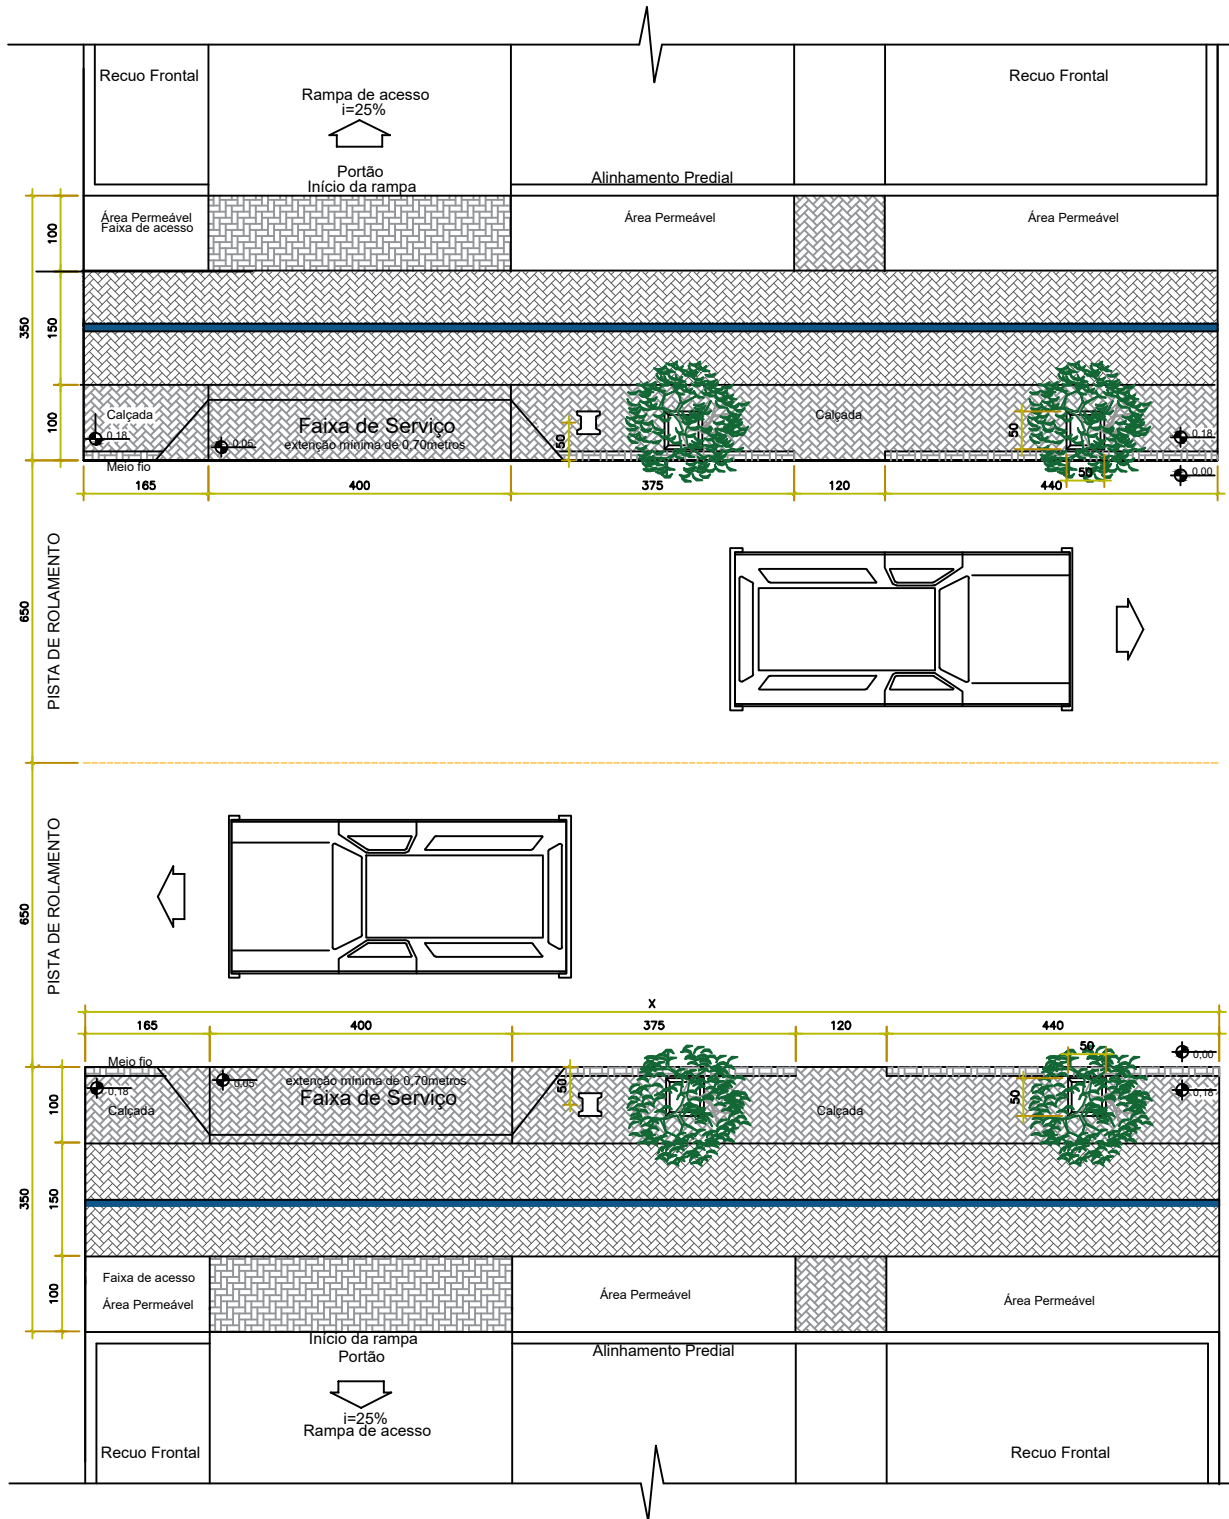 Recuo Frontal
Recuo Frontal
Rampa de acesso
i=25%
Portão
Início da rampa
Alinhamento Predial
Área Permeável
Faixa de acesso
Área Permeável
Área Permeável
100
350
150
100
Calçada
0,18
0,05
Faixa de Serviço
extenção mínima de 0,70metros
50
Calçada
50
0,18
Meio fio
50
0,00
165
400
375
120
440
650
PISTA DE ROLAMENTO
650
PISTA DE ROLAMENTO
X
165
400
375
120
440
Meio fio
50
0,00
0,18
0,05
extenção mínima de 0,70metros
Faixa de Serviço
50
50
0,18
Calçada
Calçada
100
350
150
100
Faixa de acesso
Área Permeável
Área Permeável
Área Permeável
Início da rampa
Portão
Alinhamento Predial
i=25%
Rampa de acesso
Recuo Frontal
Recuo Frontal